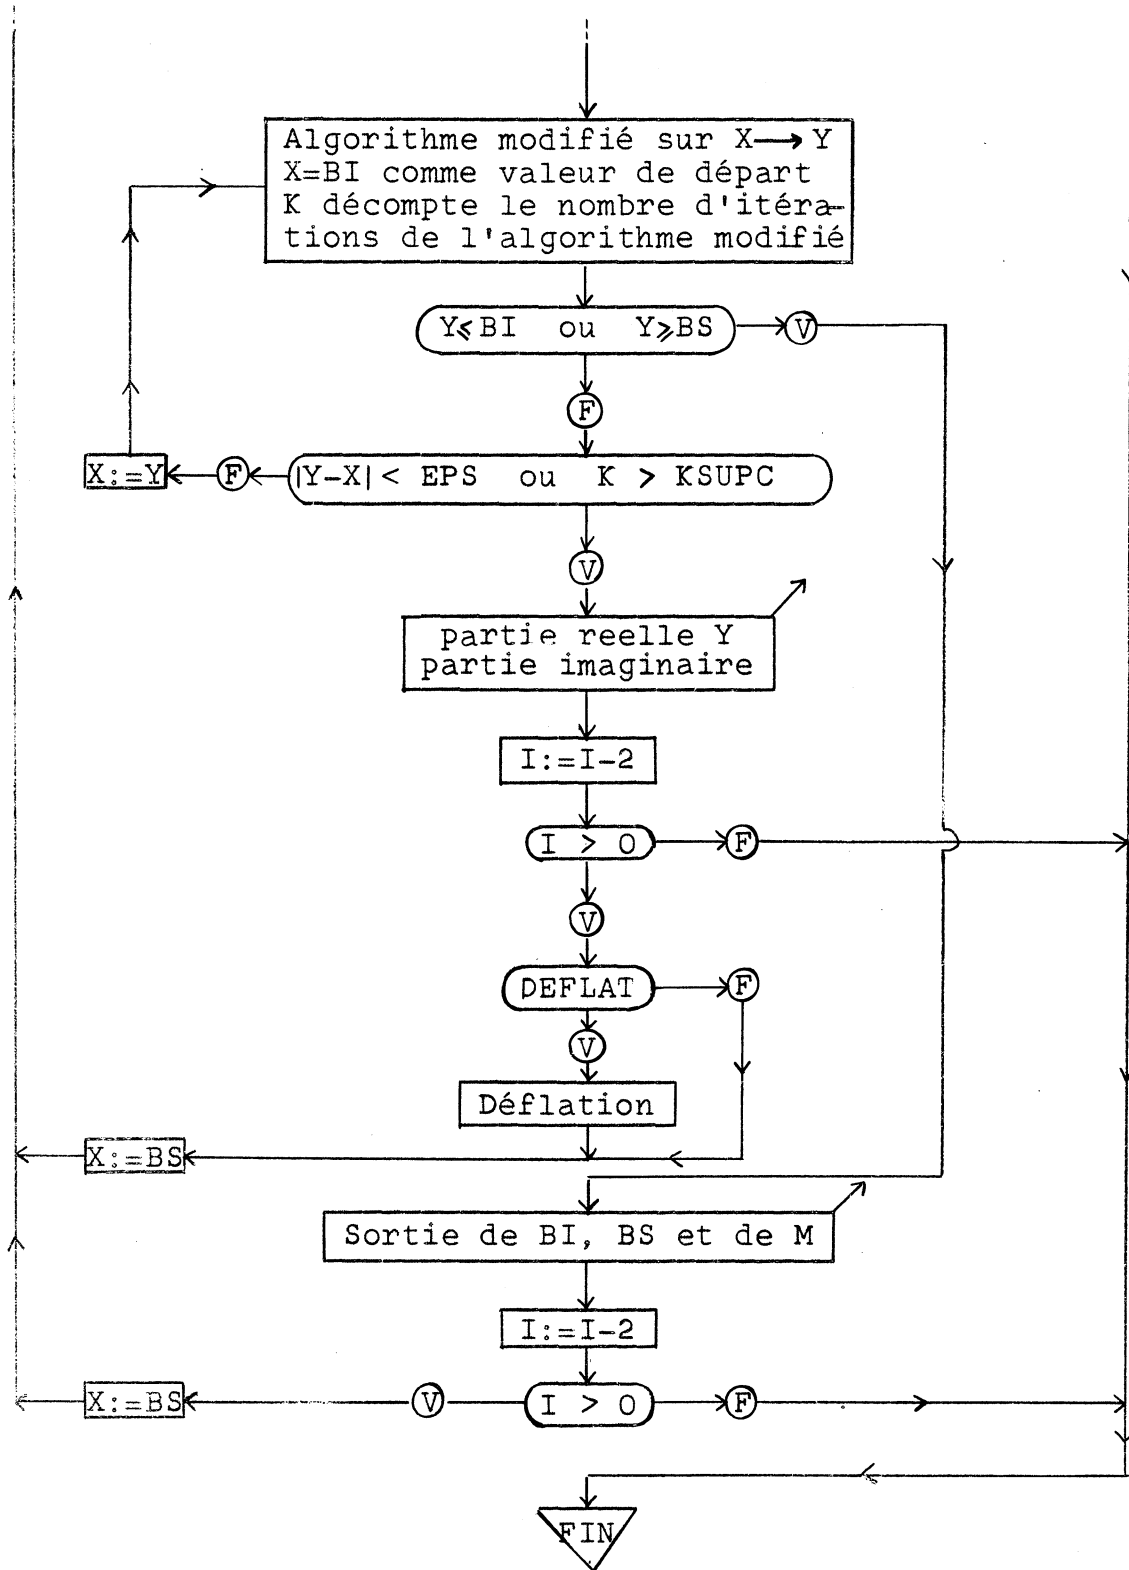 Algorithme modifié sur X→Y
X=BI comme valeur de départ
K décompte le nombre d'itéra-
tions de l'algorithme modifié
Y⩽BI ou Y⩾BS
V
F
X:=Y
F
|Y-X| < EPS ou K > KSUPC
V
partie reelle Y
partie imaginaire
I:=I-2
I > O
F
V
DEFLAT
F
V
Déflation
X:=BS
Sortie de BI, BS et de M
I:=I-2
X:=BS
V
I > O
F
FIN